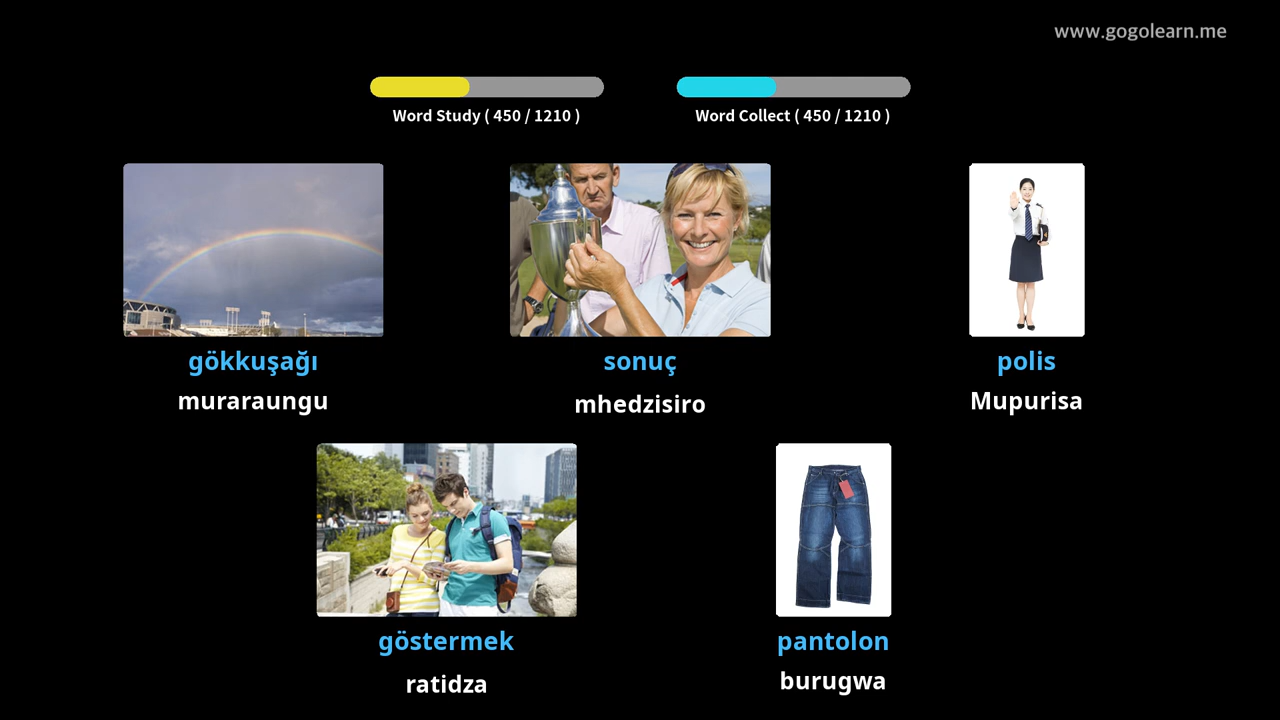 www.gogolearn.me
Word Study ( 450 / 1210 )
Word Collect ( 450 / 1210 )
gökkuşağı
muraraungu
sonuç
mhedzisiro
polis
Mupurisa
göstermek
ratidza
pantolon
burugwa